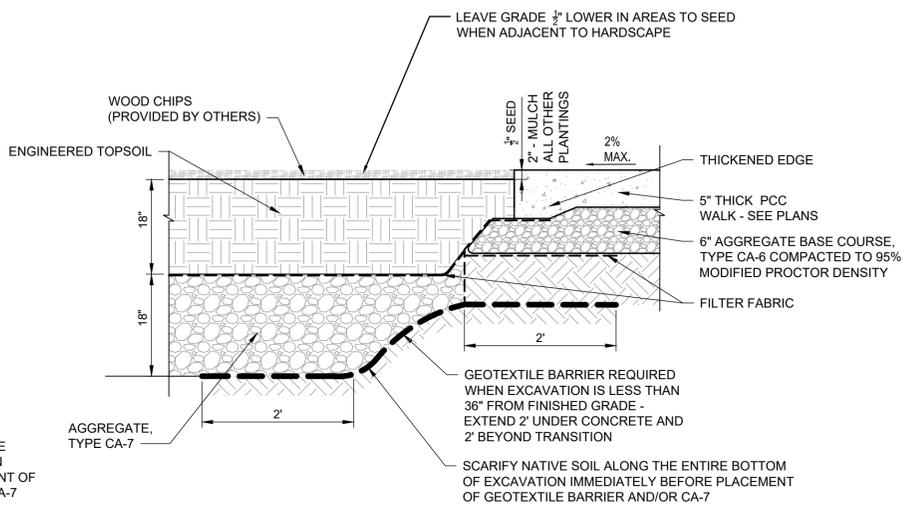 LEAVE GRADE ½" LOWER IN AREAS TO SEED
WHEN ADJACENT TO HARDSCAPE
WOOD CHIPS
(PROVIDED BY OTHERS)
ENGINEERED TOPSOIL
½" SEED
2" - MULCH
ALL OTHER
PLANTINGS
2%
MAX.
THICKENED EDGE
5" THICK PCC
WALK - SEE PLANS
6" AGGREGATE BASE COURSE,
TYPE CA-6 COMPACTED TO 95%
MODIFIED PROCTOR DENSITY
FILTER FABRIC
18"
18"
2'
2'
GEOTEXTILE BARRIER REQUIRED
WHEN EXCAVATION IS LESS THAN
36" FROM FINISHED GRADE -
EXTEND 2' UNDER CONCRETE AND
2' BEYOND TRANSITION
AGGREGATE,
TYPE CA-7
SCARIFY NATIVE SOIL ALONG THE ENTIRE BOTTOM
OF EXCAVATION IMMEDIATELY BEFORE PLACEMENT
OF GEOTEXTILE BARRIER AND/OR CA-7
E
N
NT OF
A-7